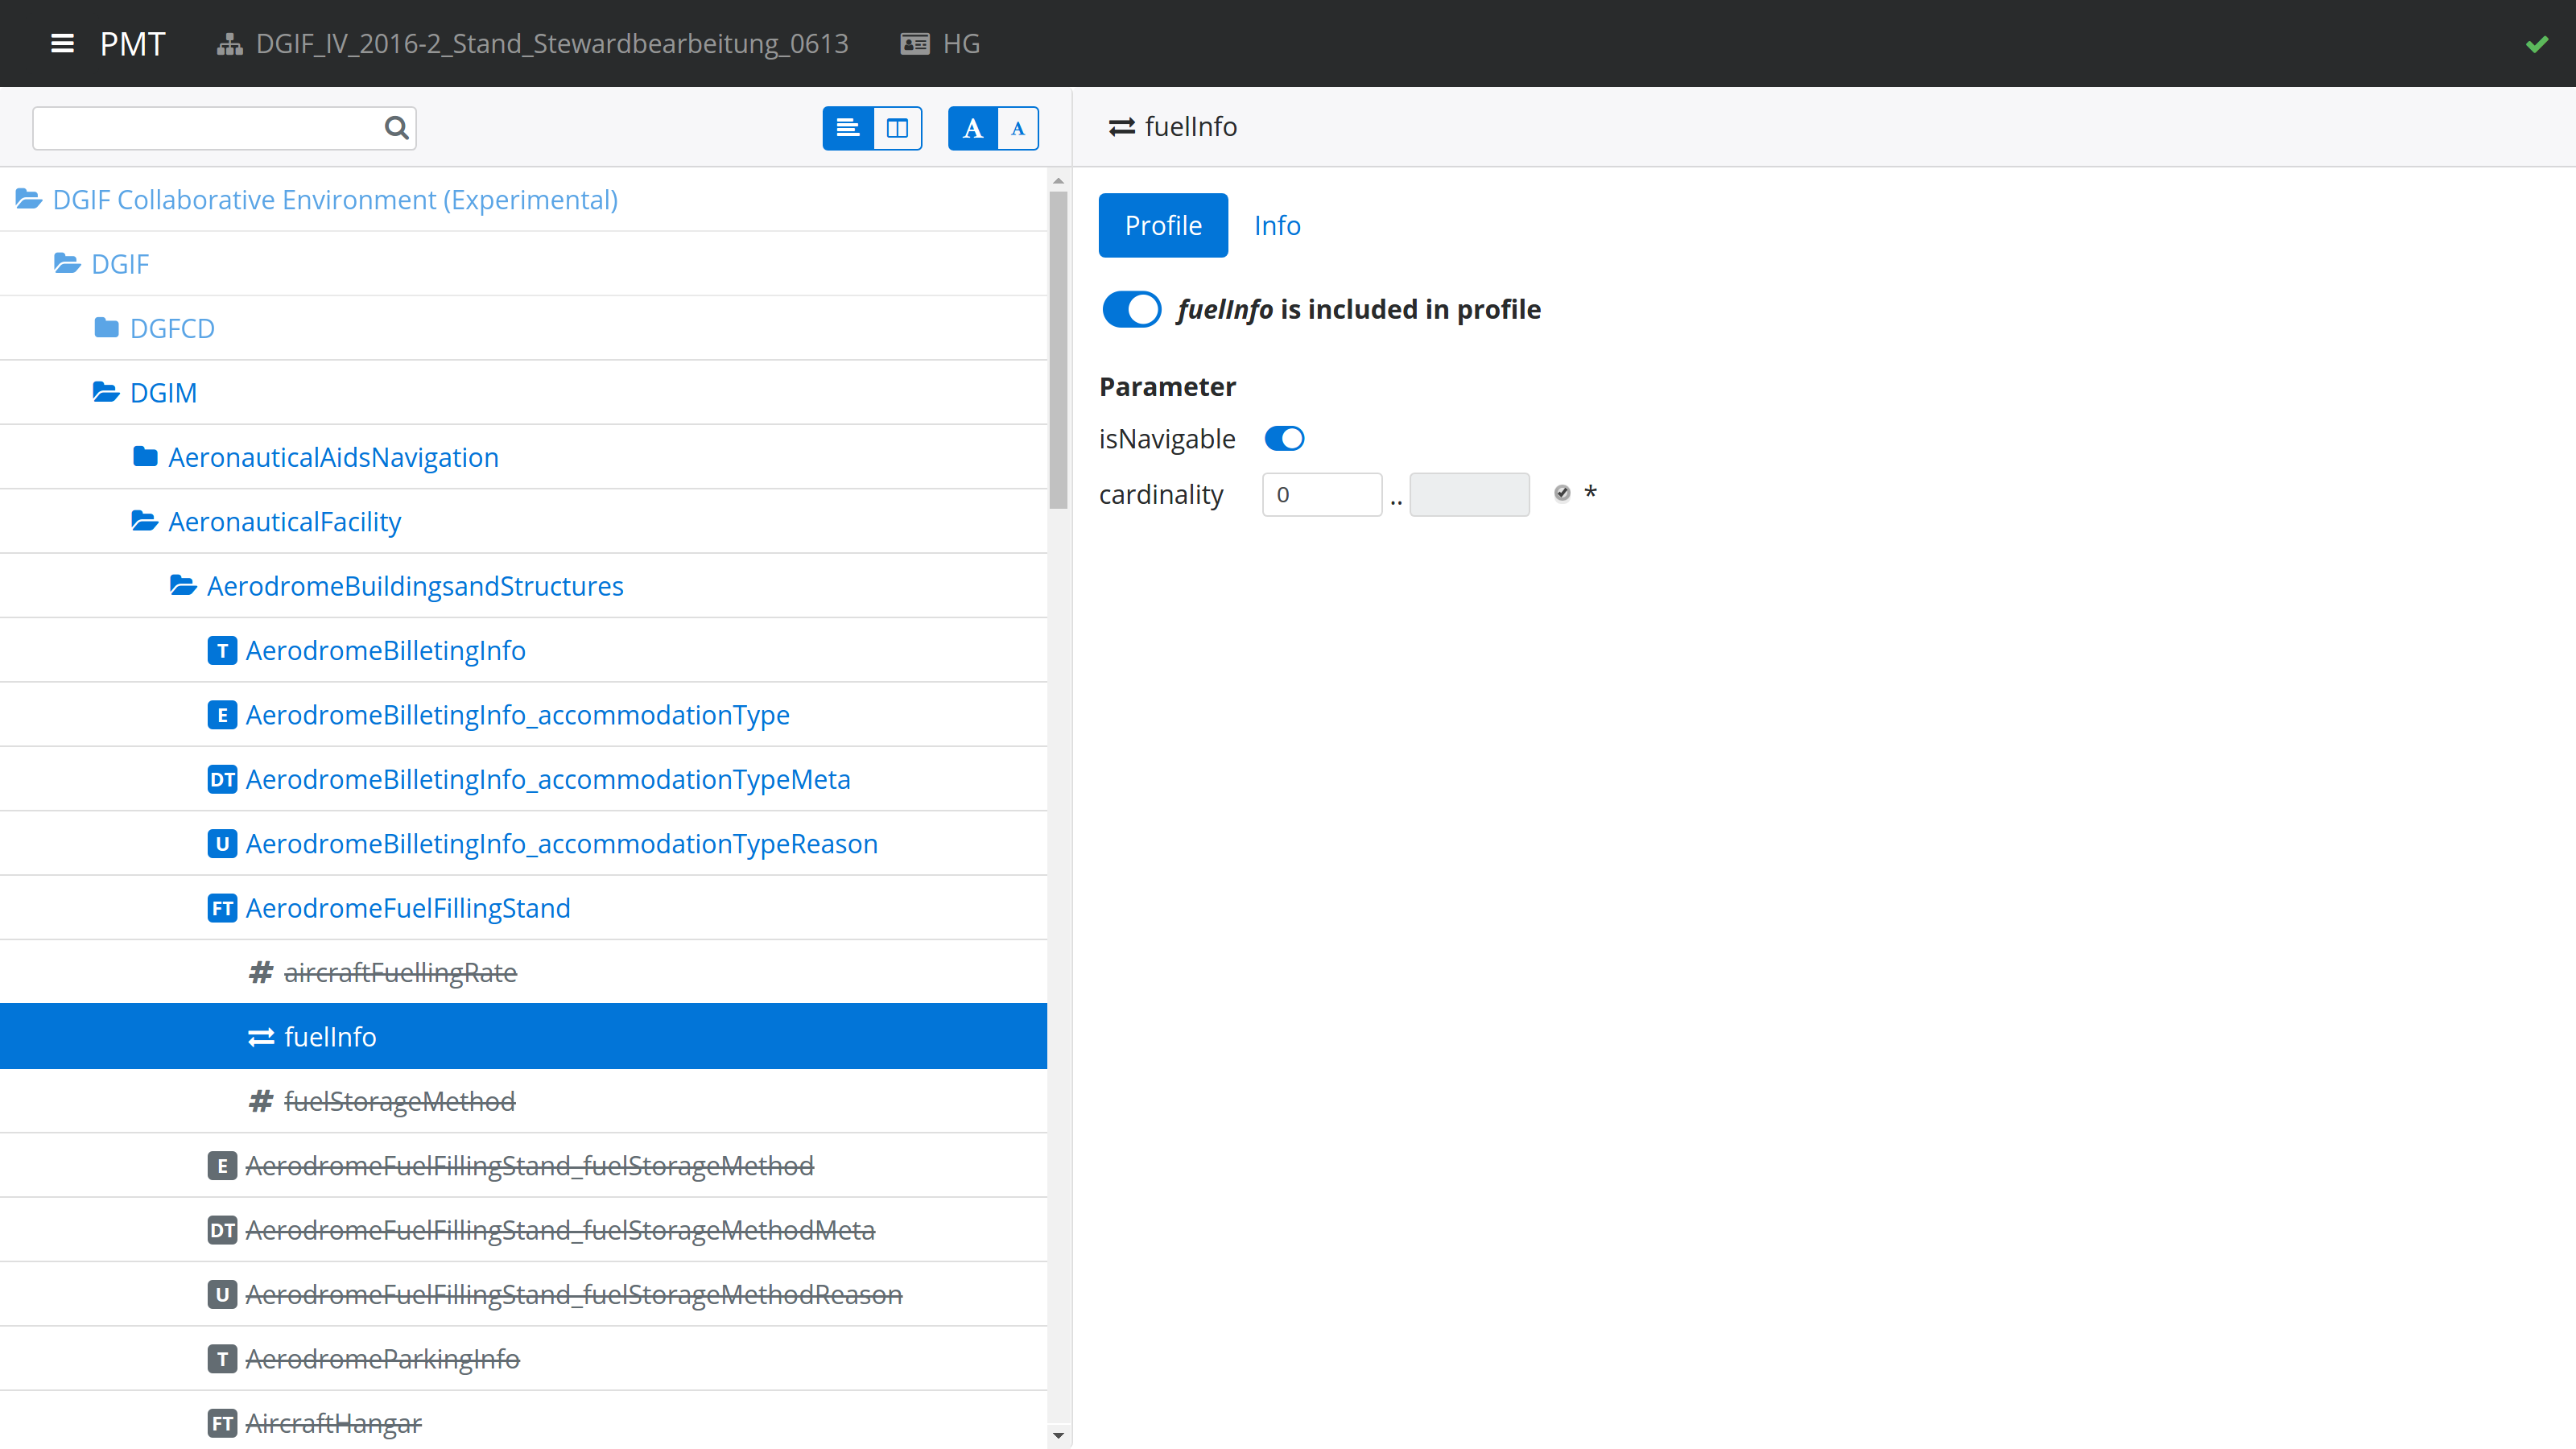 PMT DGIF_IV_2016-2_Stand_Stewardbearbeitung_0613 HG
A A
DGIF Collaborative Environment (Experimental)
DGIF
DGFCD
DGIM
AeronauticalAidsNavigation
AeronauticalFacility
AerodromeBuildingsandStructures
T AerodromeBilletingInfo
E AerodromeBilletingInfo_accommodationType
DT AerodromeBilletingInfo_accommodationTypeMeta
U AerodromeBilletingInfo_accommodationTypeReason
FT AerodromeFuelFillingStand
# aircraftFuellingRate
fuelInfo
# fuelStorageMethod
E AerodromeFuelFillingStand_fuelStorageMethod
DT AerodromeFuelFillingStand_fuelStorageMethodMeta
U AerodromeFuelFillingStand_fuelStorageMethodReason
T AerodromeParkingInfo
FT AircraftHangar
fuelInfo
Profile Info
fuelInfo is included in profile
Parameter
isNavigable
cardinality 0 .. *